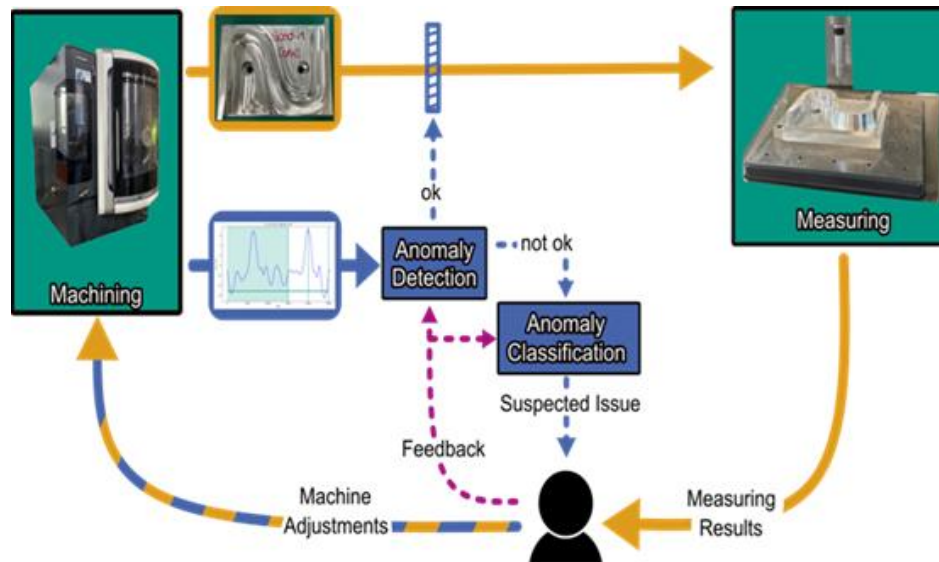 ok
Anomaly
Detection
not ok
Measuring
Machining
Anomaly
Classification
Suspected Issue
Feedback
Machine
Adjustments
Measuring
Results